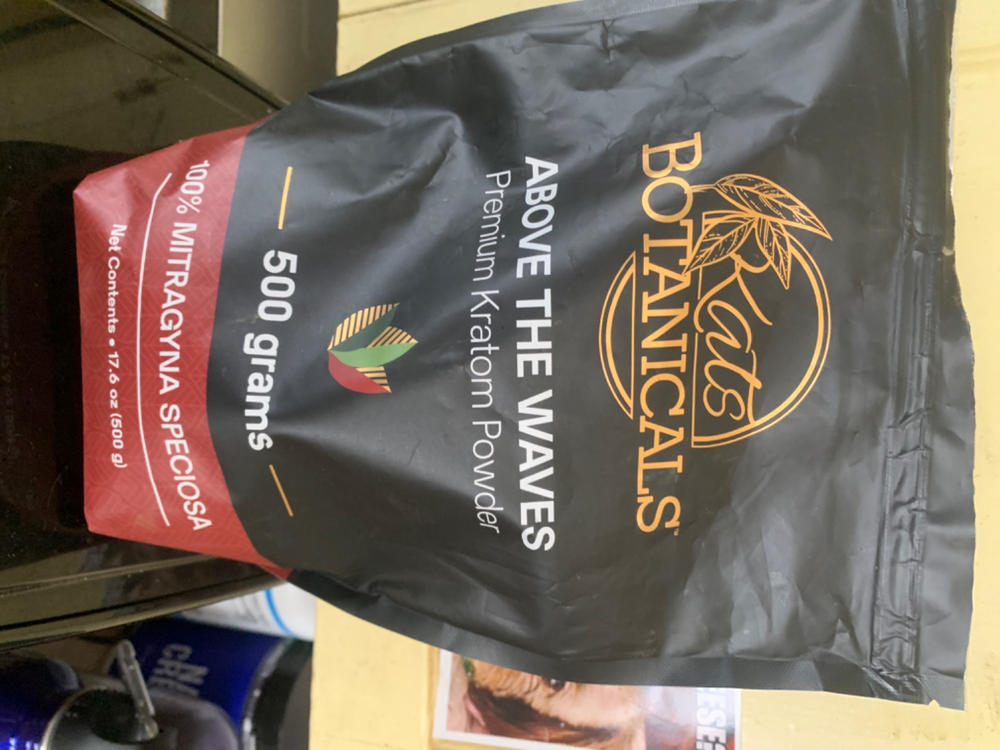 Kats
BOTANICALS
ABOVE THE WAVES
Premium Kratom Powder
500 grams
100% MITRAGYNA SPECIOSA
Net Contents • 17.6 oz (500 g)